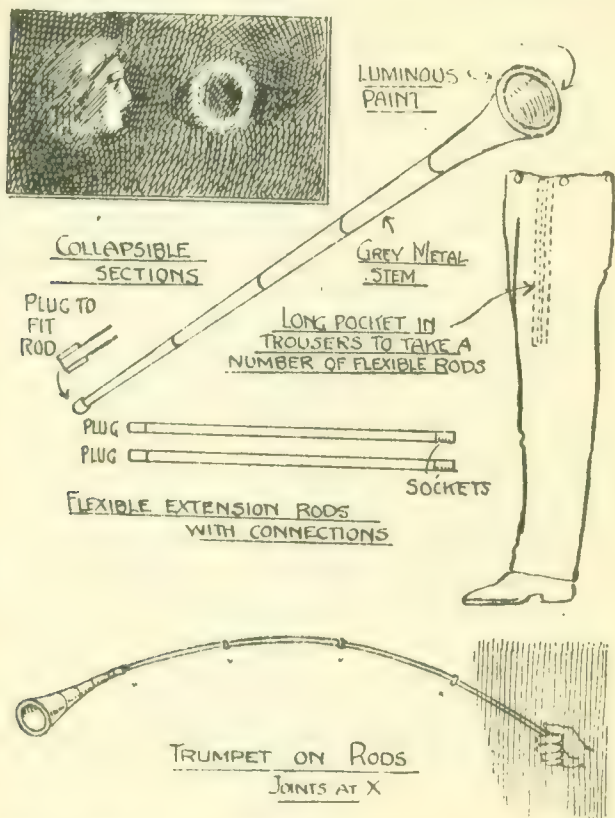 LUMINOUS
PAINT
COLLAPSIBLE
SECTIONS
GREY METAL
STEM
PLUG TO
FIT
ROD
LONG POCKET IN
TROUSERS TO TAKE A
NUMBER OF FLEXIBLE RODS
PLUG
PLUG
SOCKETS
FLEXIBLE EXTENSION RODS
WITH CONNECTIONS
TRUMPET ON RODS
JOINTS AT X